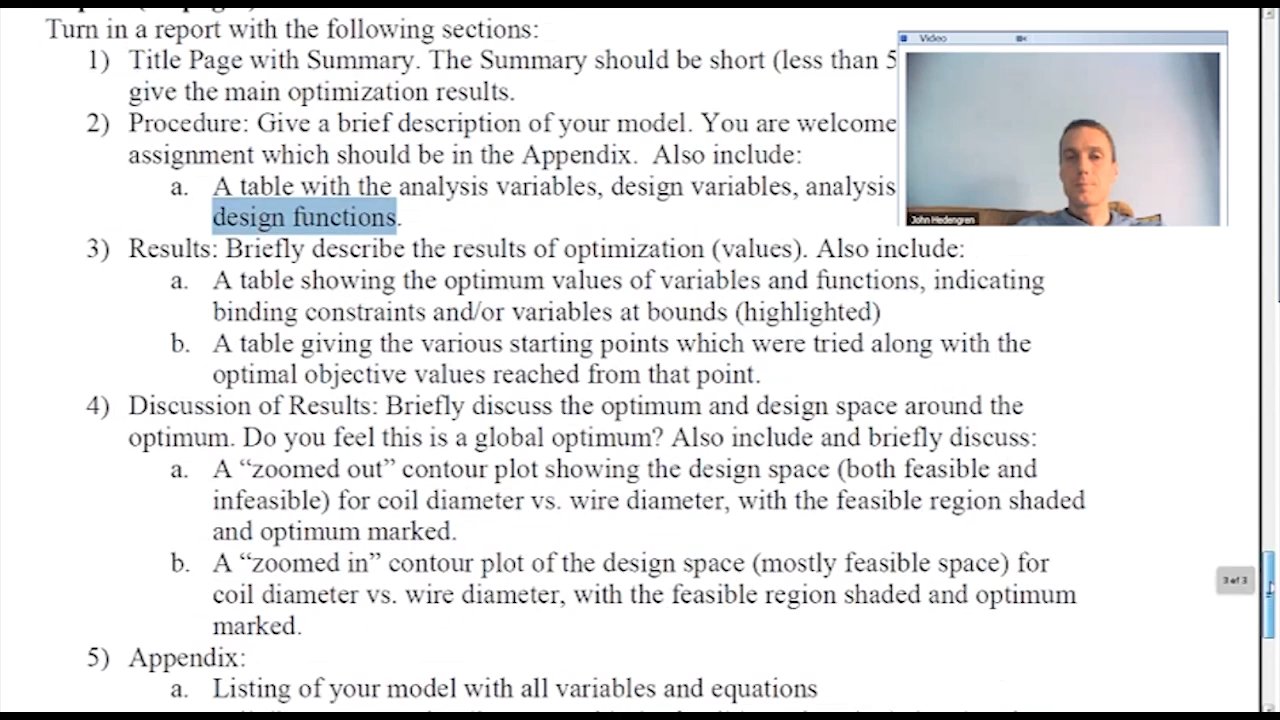 Turn in a report with the following sections:
1) Title Page with Summary. The Summary should be short (less than 5
give the main optimization results.
2) Procedure: Give a brief description of your model. You are welcome
assignment which should be in the Appendix. Also include:
a. A table with the analysis variables, design variables, analysis
design functions.
3) Results: Briefly describe the results of optimization (values). Also include:
a. A table showing the optimum values of variables and functions, indicating
binding constraints and/or variables at bounds (highlighted)
b. A table giving the various starting points which were tried along with the
optimal objective values reached from that point.
4) Discussion of Results: Briefly discuss the optimum and design space around the
optimum. Do you feel this is a global optimum? Also include and briefly discuss:
a. A “zoomed out” contour plot showing the design space (both feasible and
infeasible) for coil diameter vs. wire diameter, with the feasible region shaded
and optimum marked.
b. A “zoomed in” contour plot of the design space (mostly feasible space) for
coil diameter vs. wire diameter, with the feasible region shaded and optimum
marked.
5) Appendix:
a. Listing of your model with all variables and equations
Video
John Hedengren
3 of 3